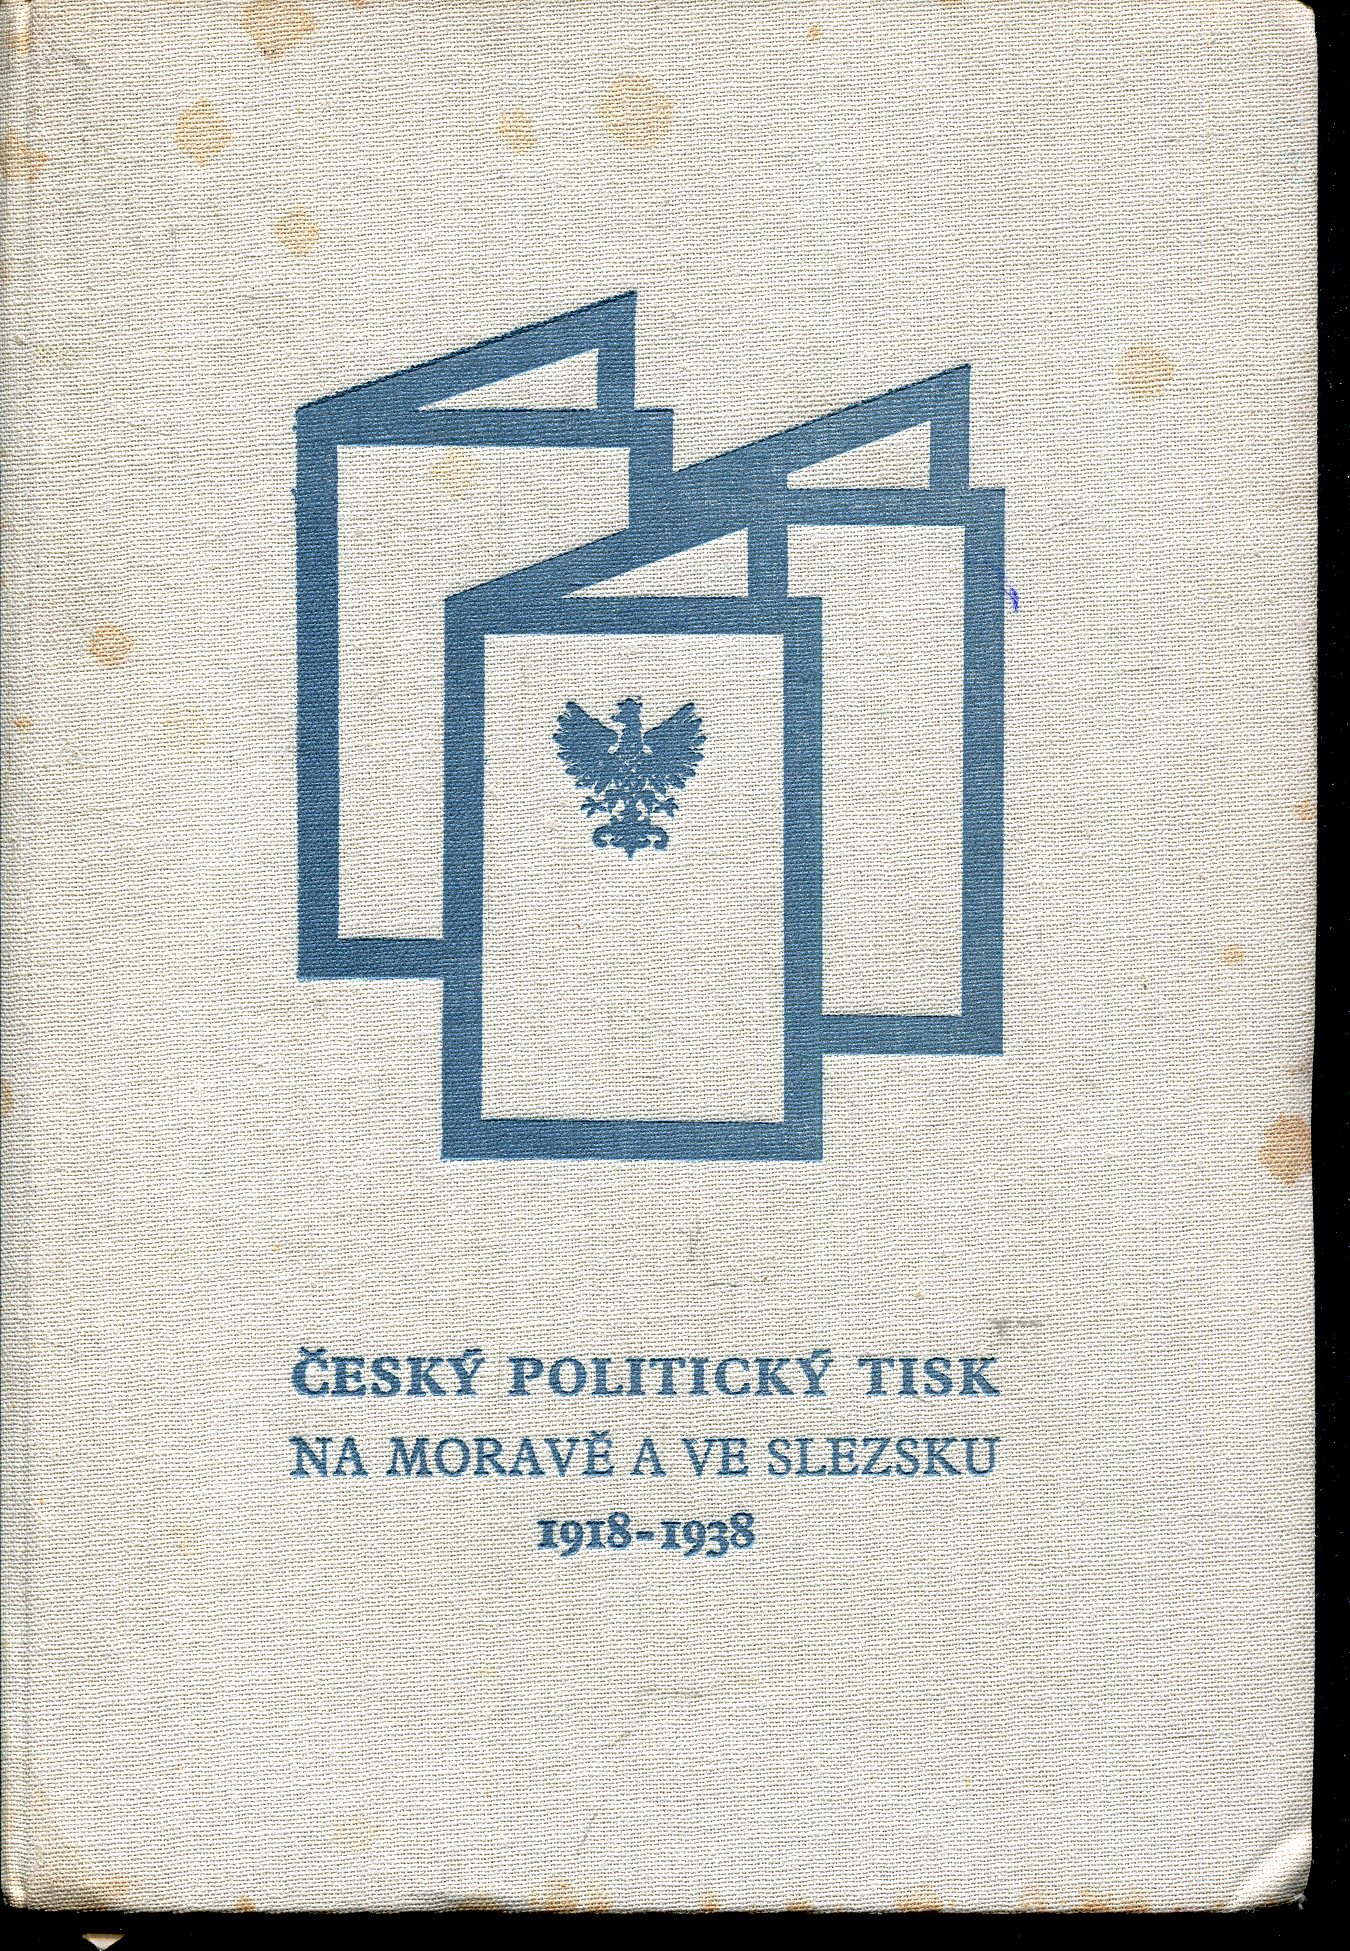 ČESKÝ POLITICKÝ TISK
NA MORAVĚ A VE SLEZSKU
1918-1938